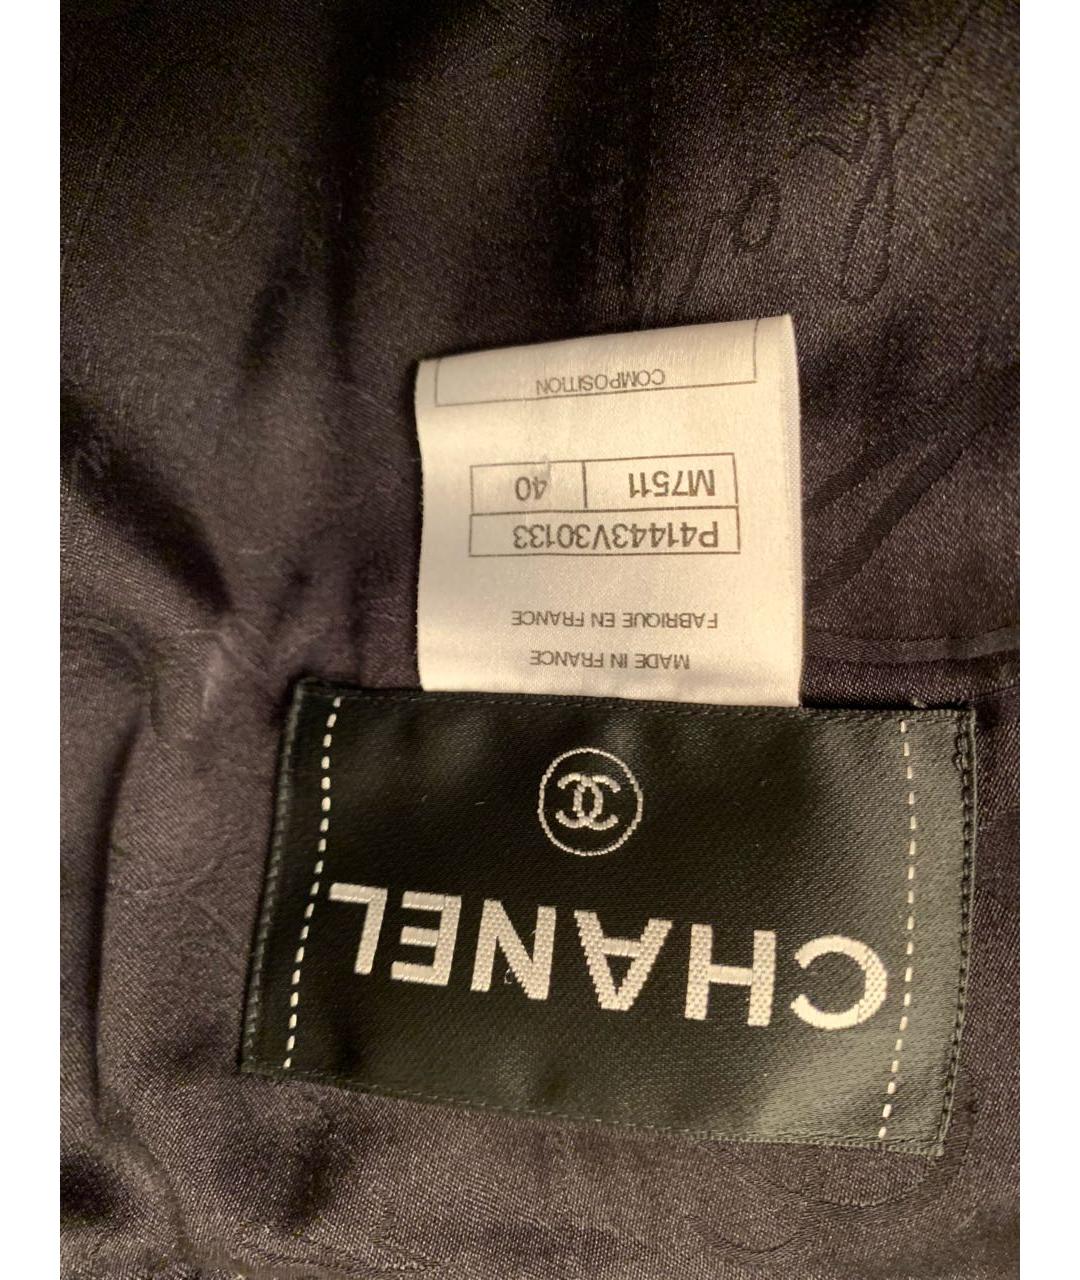 CHANEL
MADE IN FRANCE
FABRIQUE EN FRANCE
P41443V30133
M7511 40
COMPOSITION